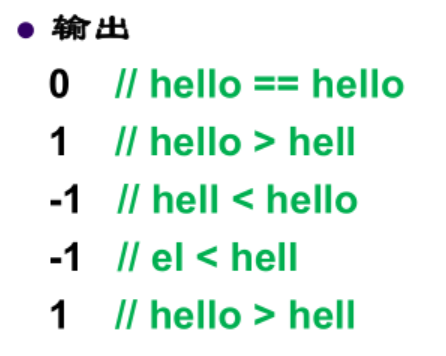 ● 输出
0 // hello == hello
1 // hello > hell
-1 // hell < hello
-1 // el < hell
1 // hello > hell